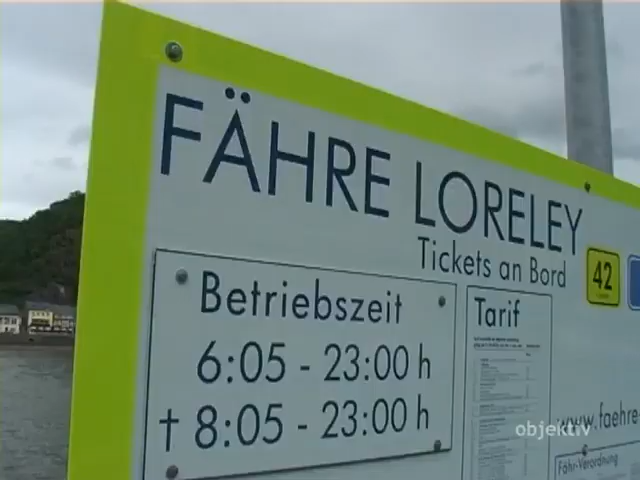 FÄHRE LORELEY
Tickets an Bord
42
Betriebszeit
6:05 - 23:00 h
† 8:05 - 23:00 h
Tarif
www.faehre-
objektiv
Fähr-Verordnung